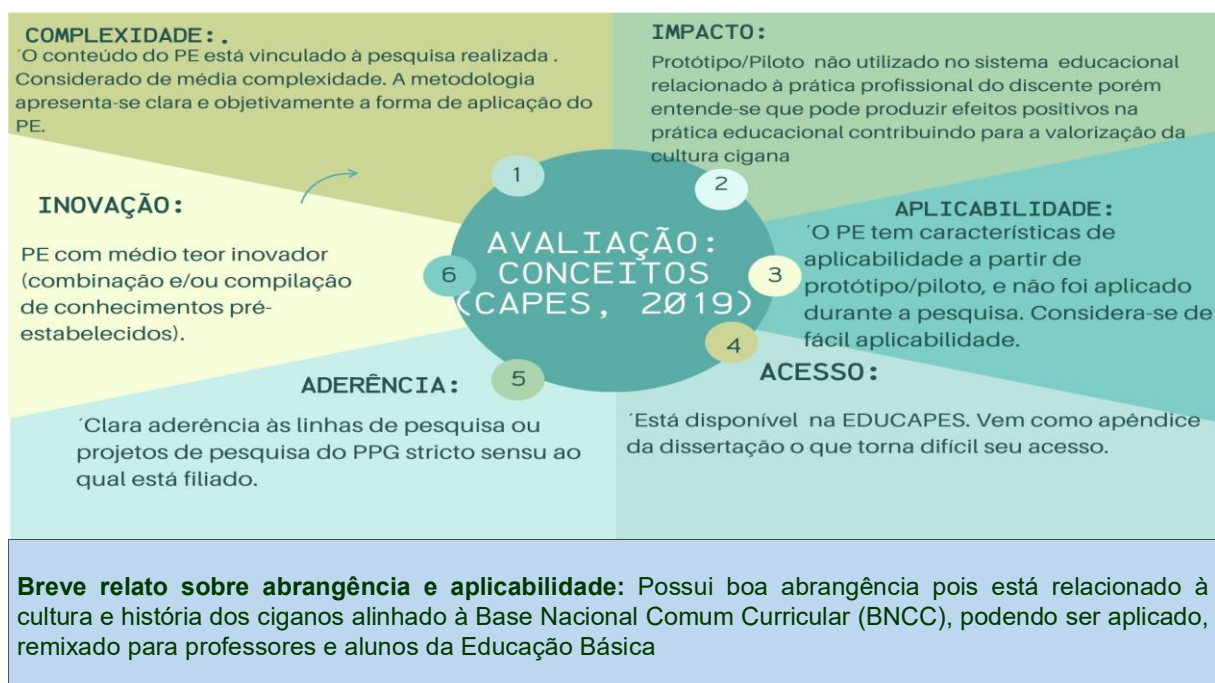 COMPLEXIDADE:.
´O conteúdo do PE está vinculado à pesquisa realizada .
Considerado de média complexidade. A metodologia
apresenta-se clara e objetivamente a forma de aplicação do
PE.
IMPACTO:
Protótipo/Piloto não utilizado no sistema educacional
relacionado à prática profissional do discente porém
entende-se que pode produzir efeitos positivos na
prática educacional contribuindo para a valorização da
cultura cigana
1
2
INOVAÇÃO:
PE com médio teor inovador
(combinação e/ou compilação
de conhecimentos pré-
estabelecidos).
6
AVALIAÇÃO:
CONCEITOS
(CAPES, 2019)
3
APLICABILIDADE:
´O PE tem características de
aplicabilidade a partir de
protótipo/piloto, e não foi aplicado
durante a pesquisa. Considera-se de
fácil aplicabilidade.
4
5
ADERÊNCIA:
´Clara aderência às linhas de pesquisa ou
projetos de pesquisa do PPG stricto sensu ao
qual está filiado.
ACESSO:
´Está disponível na EDUCAPES. Vem como apêndice
da dissertação o que torna difícil seu acesso.
Breve relato sobre abrangência e aplicabilidade: Possui boa abrangência pois está relacionado à
cultura e história dos ciganos alinhado à Base Nacional Comum Curricular (BNCC), podendo ser aplicado,
remixado para professores e alunos da Educação Básica